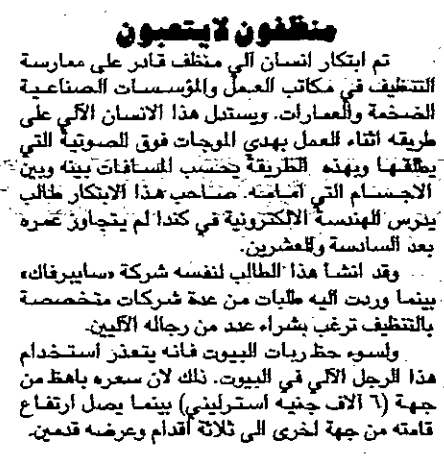 منظفون لا يتعبون
تم ابتكار انسان آلي منظف قادر على ممارسة
التنظيف في مكاتب العمل والمؤسسات الصناعية
الضخمة والعمارات. ويستدل هذا الانسان الآلي على
طريقه اثناء العمل بهدي الموجات فوق الصوتية التي
يطلقها وبهذه الطريقة يحسب المسافات بينه وبين
الاجسام التي امامه. صاحب هذا الابتكار طالب
يدرس الهندسة الالكترونية في كندا لم يتجاوز عمره
بعد السادسة والعشرين.
وقد انشأ هذا الطالب لنفسه شركة «سايبرفاك»
بينما وردت اليه طلبات من عدة شركات متخصصة
بالتنظيف ترغب بشراء عدد من رجاله الآليين.
ولسوء حظ ربات البيوت فانه يتعذر استخدام
هذا الرجل الآلي في البيوت. ذلك لان سعره باهظ من
جهة (٦ الاف جنيه استرليني) بينما يصل ارتفاع
قامته من جهة اخرى الى ثلاثة أقدام وعرضه قدمين.